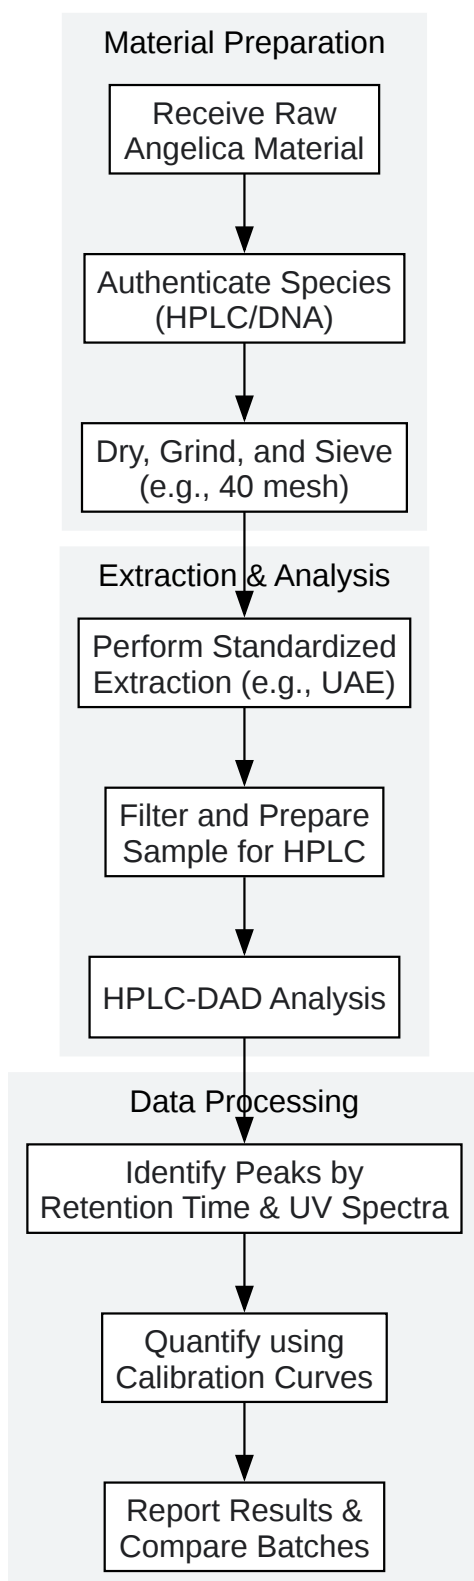 Material Preparation
Receive Raw
Angelica Material
Authenticate Species
(HPLC/DNA)
Dry, Grind, and Sieve
(e.g., 40 mesh)
Extraction & Analysis
Perform Standardized
Extraction (e.g., UAE)
Filter and Prepare
Sample for HPLC
HPLC-DAD Analysis
Data Processing
Identify Peaks by
Retention Time & UV Spectra
Quantify using
Calibration Curves
Report Results &
Compare Batches